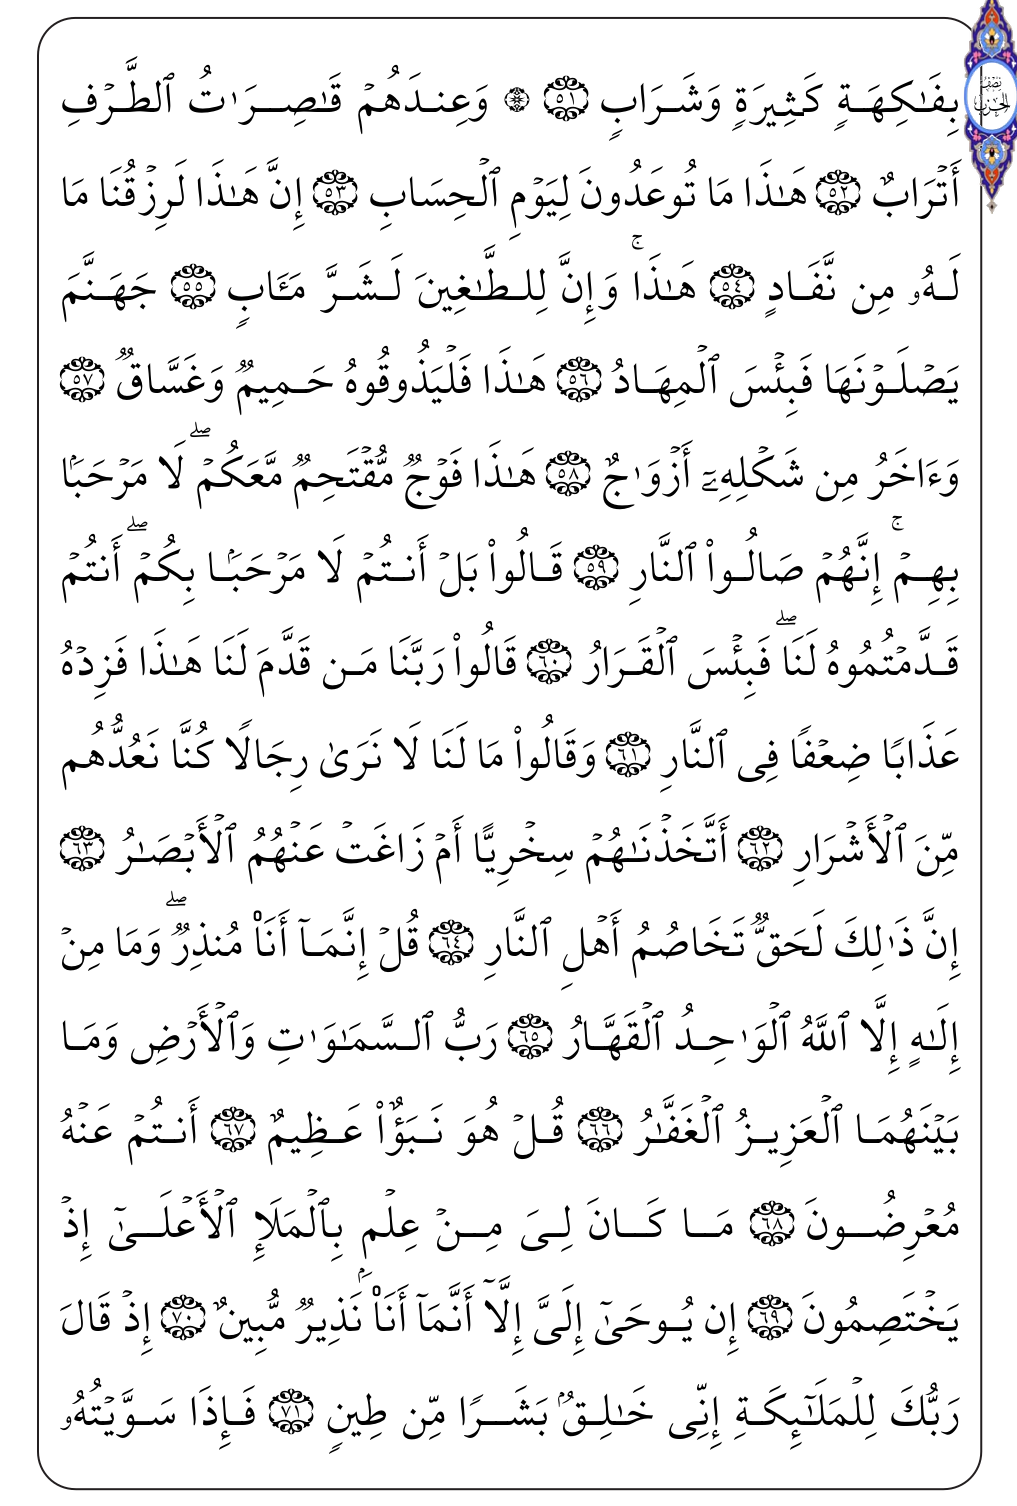 بِفَٰكِهَةٖ كَثِيرَةٖ وَشَرَابٖ ٥١ ۞ وَعِندَهُمۡ قَٰصِرَٰتُ ٱلطَّرۡفِ
نصف الحزب
أَتۡرَابٌ ٥٢ هَٰذَا مَا تُوعَدُونَ لِيَوۡمِ ٱلۡحِسَابِ ٥٣ إِنَّ هَٰذَا لَرِزۡقُنَا مَا
لَهُۥ مِن نَّفَادٍ ٥٤ هَٰذَاۚ وَإِنَّ لِلطَّٰغِينَ لَشَرَّ مَـَٔابٖ ٥٥ جَهَنَّمَ
يَصۡلَوۡنَهَا فَبِئۡسَ ٱلۡمِهَادُ ٥٦ هَٰذَا فَلۡيَذُوقُوهُ حَمِيمٞ وَغَسَّاقٞ ٥٧
وَءَاخَرُ مِن شَكۡلِهِۦٓ أَزۡوَٰجٌ ٥٨ هَٰذَا فَوۡجٞ مُّقۡتَحِمٞ مَّعَكُمۡۖ لَا مَرۡحَبَۢا
بِهِمۡۚ إِنَّهُمۡ صَالُواْ ٱلنَّارِ ٥٩ قَالُواْ بَلۡ أَنتُمۡ لَا مَرۡحَبَۢا بِكُمۡۖ أَنتُمۡ
قَدَّمۡتُمُوهُ لَنَاۖ فَبِئۡسَ ٱلۡقَرَارُ ٦٠ قَالُواْ رَبَّنَا مَن قَدَّمَ لَنَا هَٰذَا فَزِدۡهُ
عَذَابٗا ضِعۡفٗا فِي ٱلنَّارِ ٦١ وَقَالُواْ مَا لَنَا لَا نَرَىٰ رِجَالٗا كُنَّا نَعُدُّهُم
مِّنَ ٱلۡأَشۡرَارِ ٦٢ أَتَّخَذۡنَٰهُمۡ سِخۡرِيًّا أَمۡ زَاغَتۡ عَنۡهُمُ ٱلۡأَبۡصَٰرُ ٦٣
إِنَّ ذَٰلِكَ لَحَقّٞ تَخَاصُمُ أَهۡلِ ٱلنَّارِ ٦٤ قُلۡ إِنَّمَآ أَنَا۠ مُنذِرٞۖ وَمَا مِنۡ
إِلَٰهٍ إِلَّا ٱللَّهُ ٱلۡوَٰحِدُ ٱلۡقَهَّارُ ٦٥ رَبُّ ٱلسَّمَٰوَٰتِ وَٱلۡأَرۡضِ وَمَا
بَيۡنَهُمَا ٱلۡعَزِيزُ ٱلۡغَفَّٰرُ ٦٦ قُلۡ هُوَ نَبَؤٌاْ عَظِيمٌ ٦٧ أَنتُمۡ عَنۡهُ
مُعۡرِضُونَ ٦٨ مَا كَانَ لِيَ مِنۡ عِلۡمِۭ بِٱلۡمَلَإِ ٱلۡأَعۡلَىٰٓ إِذۡ
يَخۡتَصِمُونَ ٦٩ إِن يُوحَىٰٓ إِلَيَّ إِلَّآ أَنَّمَآ أَنَا۠ نَذِيرٞ مُّبِينٌ ٧٠ إِذۡ قَالَ
رَبُّكَ لِلۡمَلَٰٓئِكَةِ إِنِّي خَٰلِقُۢ بَشَرٗا مِّن طِينٖ ٧١ فَإِذَا سَوَّيۡتُهُۥ